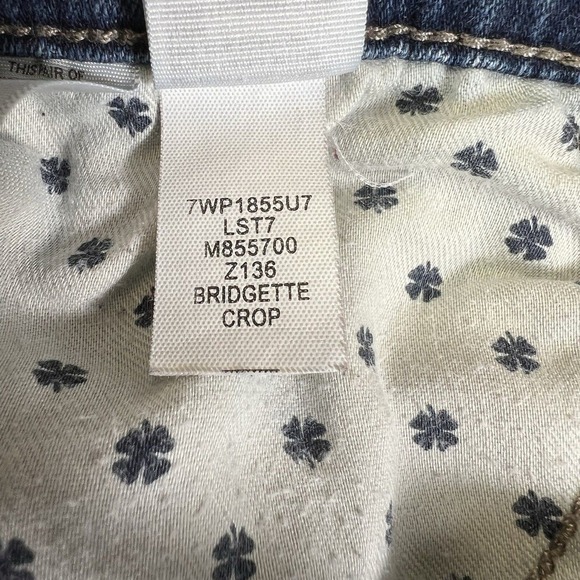 THIS PAIR OF
7WP1855U7
LST7
M855700
Z136
BRIDGETTE
CROP